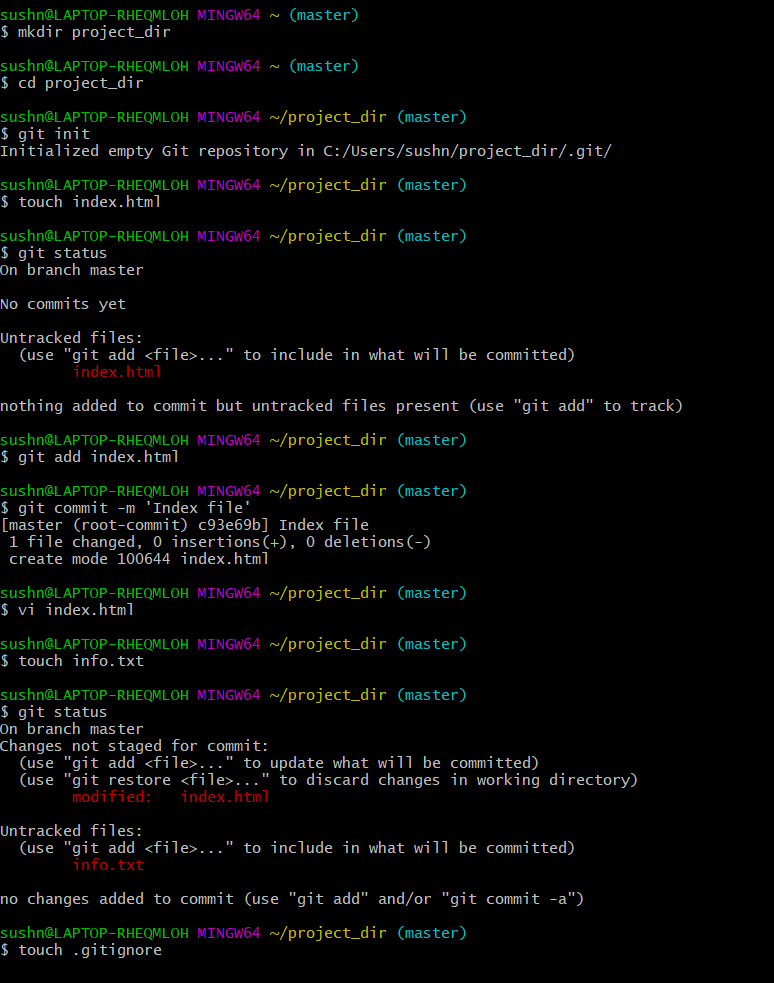 sushn@LAPTOP-RHEQMLOH MINGW64 ~ (master)
$ mkdir project_dir
sushn@LAPTOP-RHEQMLOH MINGW64 ~ (master)
$ cd project_dir
sushn@LAPTOP-RHEQMLOH MINGW64 ~/project_dir (master)
$ git init
Initialized empty Git repository in C:/Users/sushn/project_dir/.git/
sushn@LAPTOP-RHEQMLOH MINGW64 ~/project_dir (master)
$ touch index.html
sushn@LAPTOP-RHEQMLOH MINGW64 ~/project_dir (master)
$ git status
On branch master
No commits yet
Untracked files:
  (use "git add <file>..." to include in what will be committed)
        index.html
nothing added to commit but untracked files present (use "git add" to track)
sushn@LAPTOP-RHEQMLOH MINGW64 ~/project_dir (master)
$ git add index.html
sushn@LAPTOP-RHEQMLOH MINGW64 ~/project_dir (master)
$ git commit -m 'Index file'
[master (root-commit) c93e69b] Index file
 1 file changed, 0 insertions(+), 0 deletions(-)
 create mode 100644 index.html
sushn@LAPTOP-RHEQMLOH MINGW64 ~/project_dir (master)
$ vi index.html
sushn@LAPTOP-RHEQMLOH MINGW64 ~/project_dir (master)
$ touch info.txt
sushn@LAPTOP-RHEQMLOH MINGW64 ~/project_dir (master)
$ git status
On branch master
Changes not staged for commit:
  (use "git add <file>..." to update what will be committed)
  (use "git restore <file>..." to discard changes in working directory)
        modified:   index.html
Untracked files:
  (use "git add <file>..." to include in what will be committed)
        info.txt
no changes added to commit (use "git add" and/or "git commit -a")
sushn@LAPTOP-RHEQMLOH MINGW64 ~/project_dir (master)
$ touch .gitignore